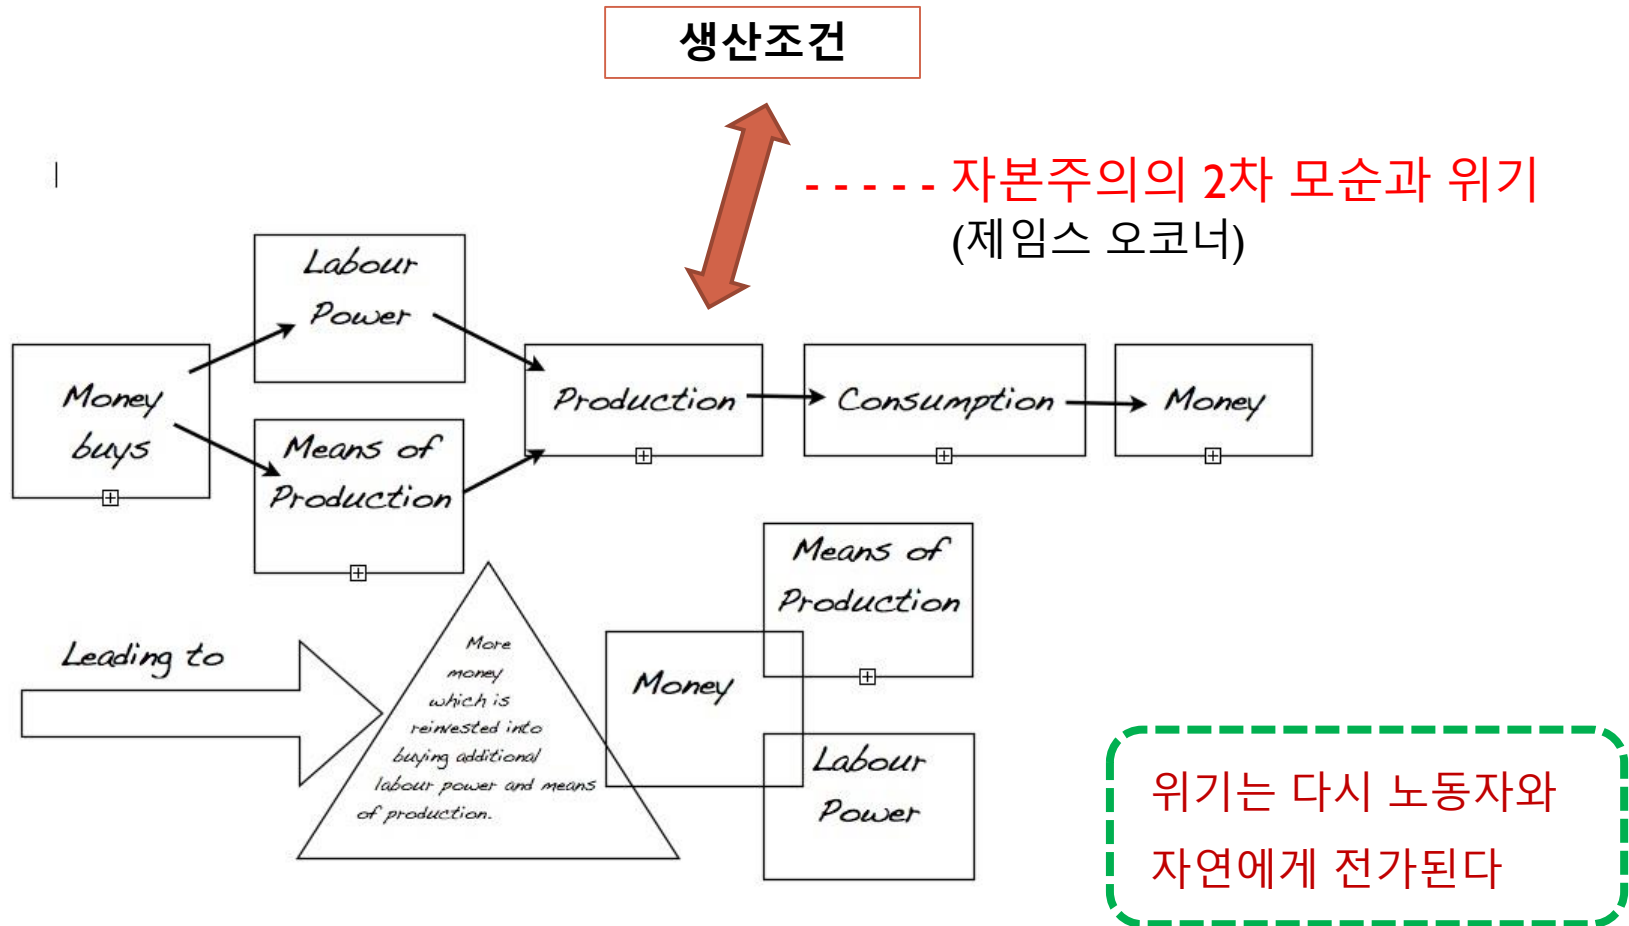 생산조건
- - - - - 자본주의의 2차 모순과 위기
(제임스 오코너)
Labour
Power
Money
buys
Means of
Production
Production
Consumption
Money
Leading to
More
money
which is
reinvested into
buying additional
labour power and means
of production.
Money
Means of
Production
Labour
Power
위기는 다시 노동자와
자연에게 전가된다